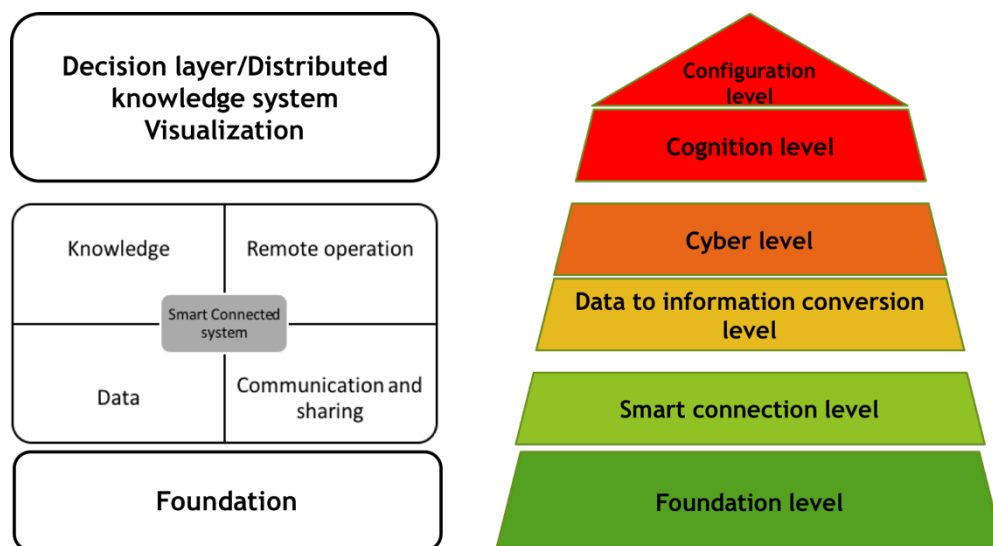 Decision layer/Distributed
knowledge system
Visualization
Knowledge
Remote operation
Smart Connected
system
Data
Communication and
sharing
Foundation
Configuration
level
Cognition level
Cyber level
Data to information conversion
level
Smart connection level
Foundation level